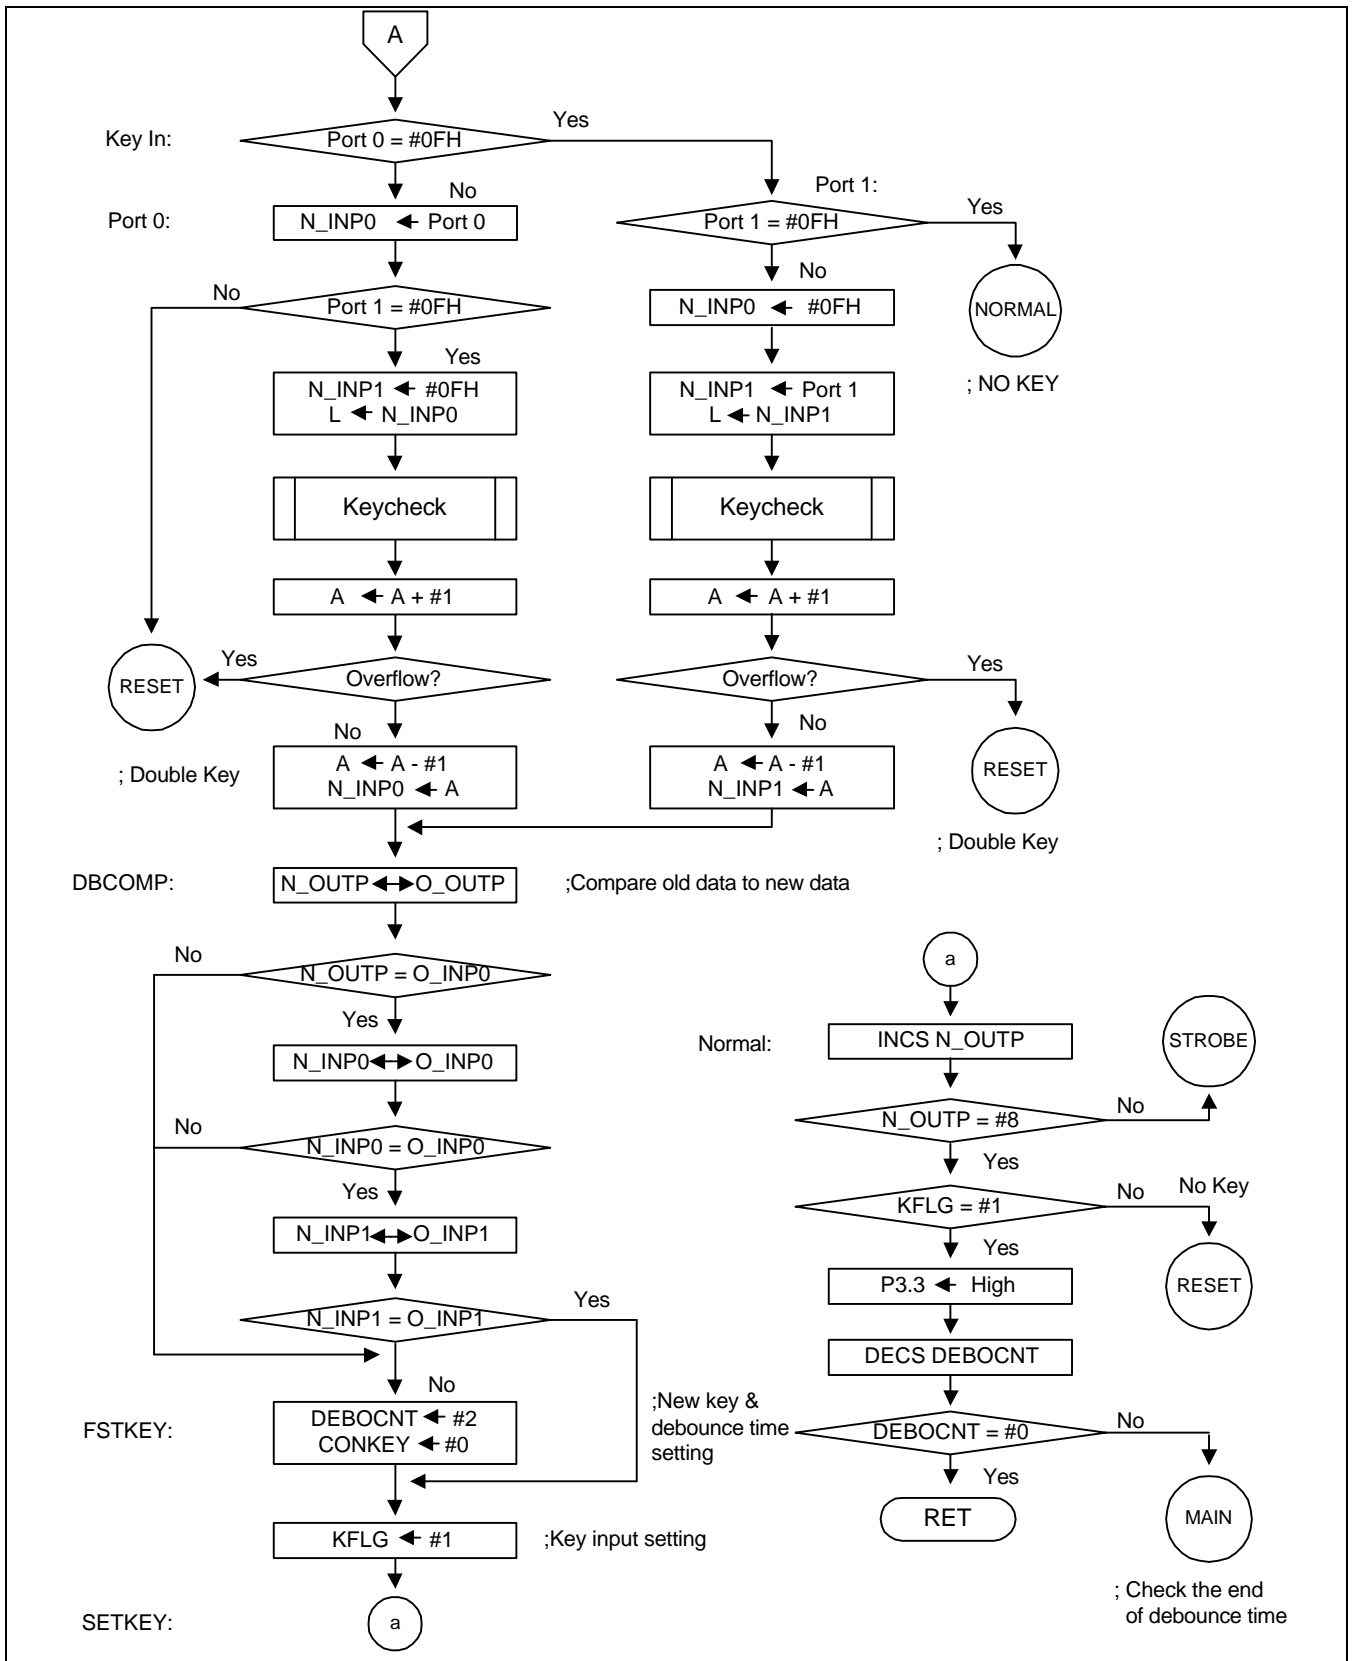 A
Key In:
Port 0 = #0FH
Yes
No
Port 1:
Port 0:
N_INP0 ← Port 0
Port 1 = #0FH
Yes
No
No
Port 1 = #0FH
N_INP0 ← #0FH
NORMAL
Yes
; NO KEY
N_INP1 ← #0FH
L ← N_INP0
N_INP1 ← Port 1
L ← N_INP1
Keycheck
Keycheck
A ← A + #1
A ← A + #1
RESET
Yes
Overflow?
Overflow?
Yes
No
No
; Double Key
A ← A - #1
N_INP0 ← A
A ← A - #1
N_INP1 ← A
RESET
; Double Key
DBCOMP:
N_OUTP ↔ O_OUTP
;Compare old data to new data
No
N_OUTP = O_INP0
Yes
N_INP0 ↔ O_INP0
No
N_INP0 = O_INP0
Yes
N_INP1 ↔ O_INP1
N_INP1 = O_INP1
Yes
No
FSTKEY:
DEBOCNT ← #2
CONKEY ← #0
;New key &
debounce time
setting
KFLG ← #1
;Key input setting
SETKEY:
a
a
Normal:
INCS N_OUTP
STROBE
N_OUTP = #8
No
Yes
KFLG = #1
No
No Key
Yes
P3.3 ← High
RESET
DECS DEBOCNT
DEBOCNT = #0
No
Yes
RET
MAIN
; Check the end
of debounce time